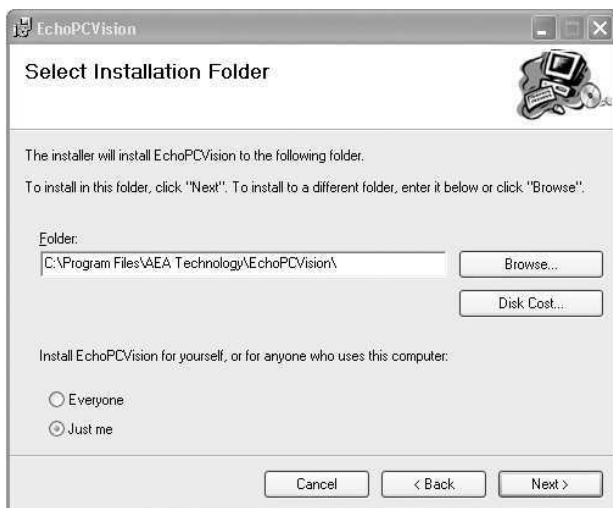 EchoPCVision
Select Installation Folder
The installer will install EchoPCVision to the following folder.
To install in this folder, click "Next". To install to a different folder, enter it below or click "Browse".
Folder:
C:\Program Files\AEA Technology\EchoPCVision\
Browse...
Disk Cost...
Install EchoPCVision for yourself, or for anyone who uses this computer:
Everyone
Just me
Cancel
< Back
Next >